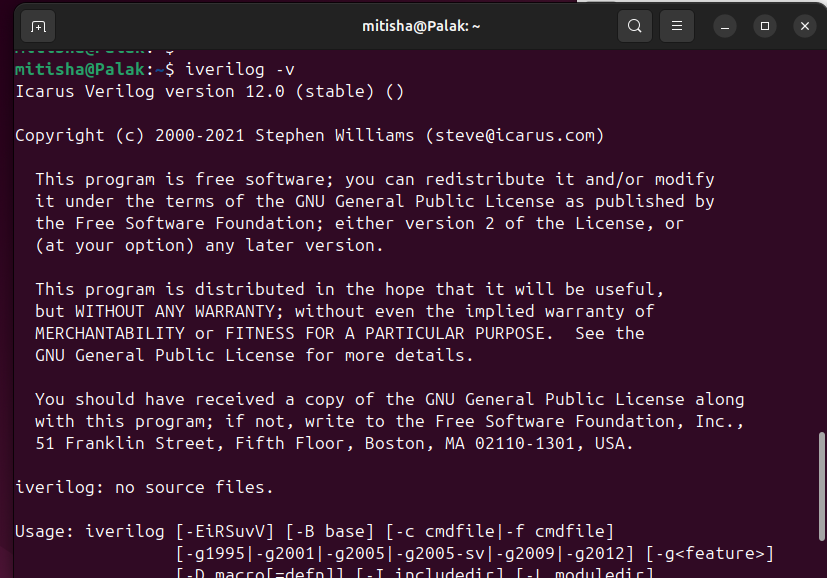 mitisha@Palak: ~
mitisha@Palak:~$ iverilog -v
Icarus Verilog version 12.0 (stable) ()
Copyright (c) 2000-2021 Stephen Williams (steve@icarus.com)
This program is free software; you can redistribute it and/or modify
it under the terms of the GNU General Public License as published by
the Free Software Foundation; either version 2 of the License, or
(at your option) any later version.
This program is distributed in the hope that it will be useful,
but WITHOUT ANY WARRANTY; without even the implied warranty of
MERCHANTABILITY or FITNESS FOR A PARTICULAR PURPOSE.  See the
GNU General Public License for more details.
You should have received a copy of the GNU General Public License along
with this program; if not, write to the Free Software Foundation, Inc.,
51 Franklin Street, Fifth Floor, Boston, MA 02110-1301, USA.
iverilog: no source files.
Usage: iverilog [-EiRSuvV] [-B base] [-c cmdfile|-f cmdfile]
[-g1995|-g2001|-g2005|-g2005-sv|-g2009|-g2012] [-g<feature>]
[-D macro[=defn]] [-I includedir] [-L moduledir]